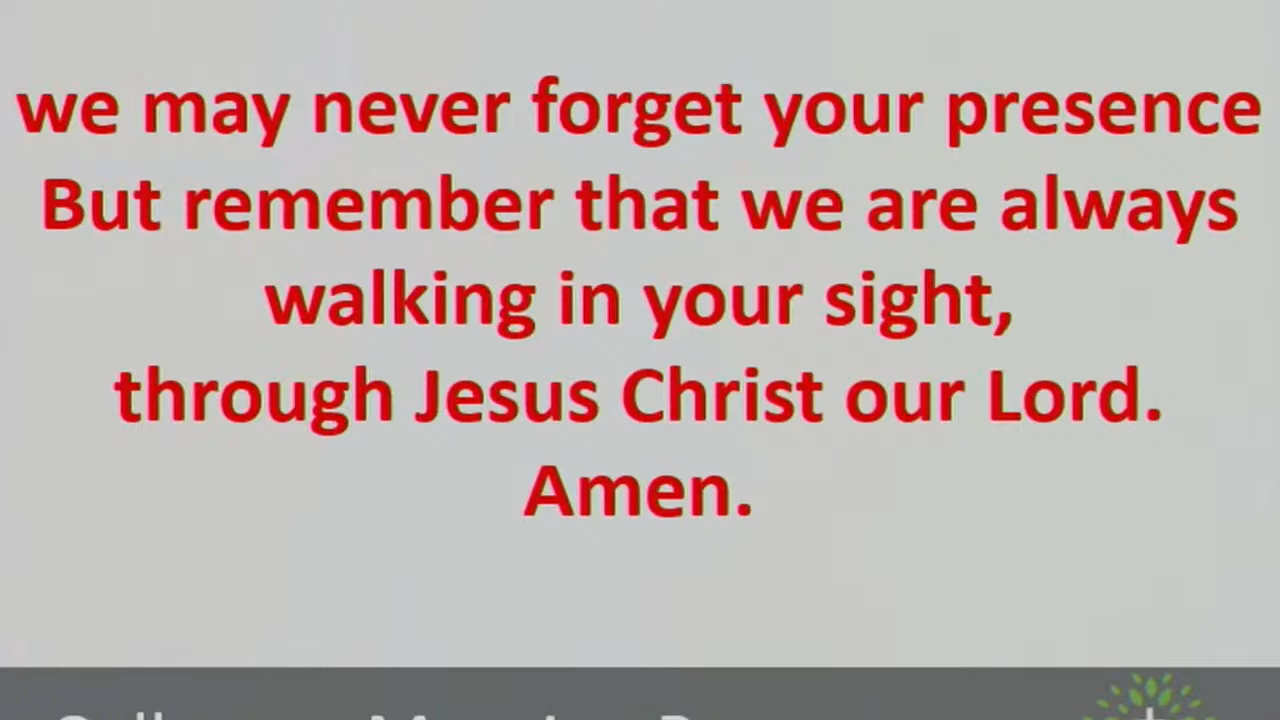 we may never forget your presence
But remember that we are always
walking in your sight,
through Jesus Christ our Lord.
Amen.